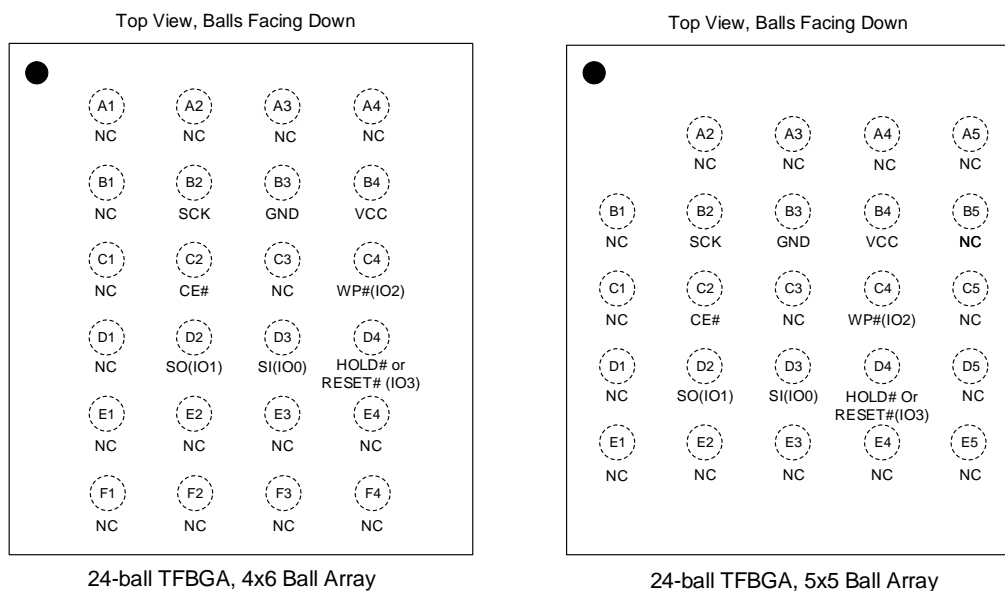 Top View, Balls Facing Down
A1 A2 A3 A4
NC NC NC NC
B1 B2 B3 B4
NC SCK GND VCC
C1 C2 C3 C4
NC CE# NC WP#(IO2)
D1 D2 D3 D4
NC SO(IO1) SI(IO0) HOLD# or
RESET# (IO3)
E1 E2 E3 E4
NC NC NC NC
F1 F2 F3 F4
NC NC NC NC
24-ball TFBGA, 4x6 Ball Array
Top View, Balls Facing Down
A2 A3 A4 A5
NC NC NC NC
B1 B2 B3 B4 B5
NC SCK GND VCC NC
C1 C2 C3 C4 C5
NC CE# NC WP#(IO2) NC
D1 D2 D3 D4 D5
NC SO(IO1) SI(IO0) HOLD# Or NC
RESET#(IO3)
E1 E2 E3 E4 E5
NC NC NC NC NC
24-ball TFBGA, 5x5 Ball Array